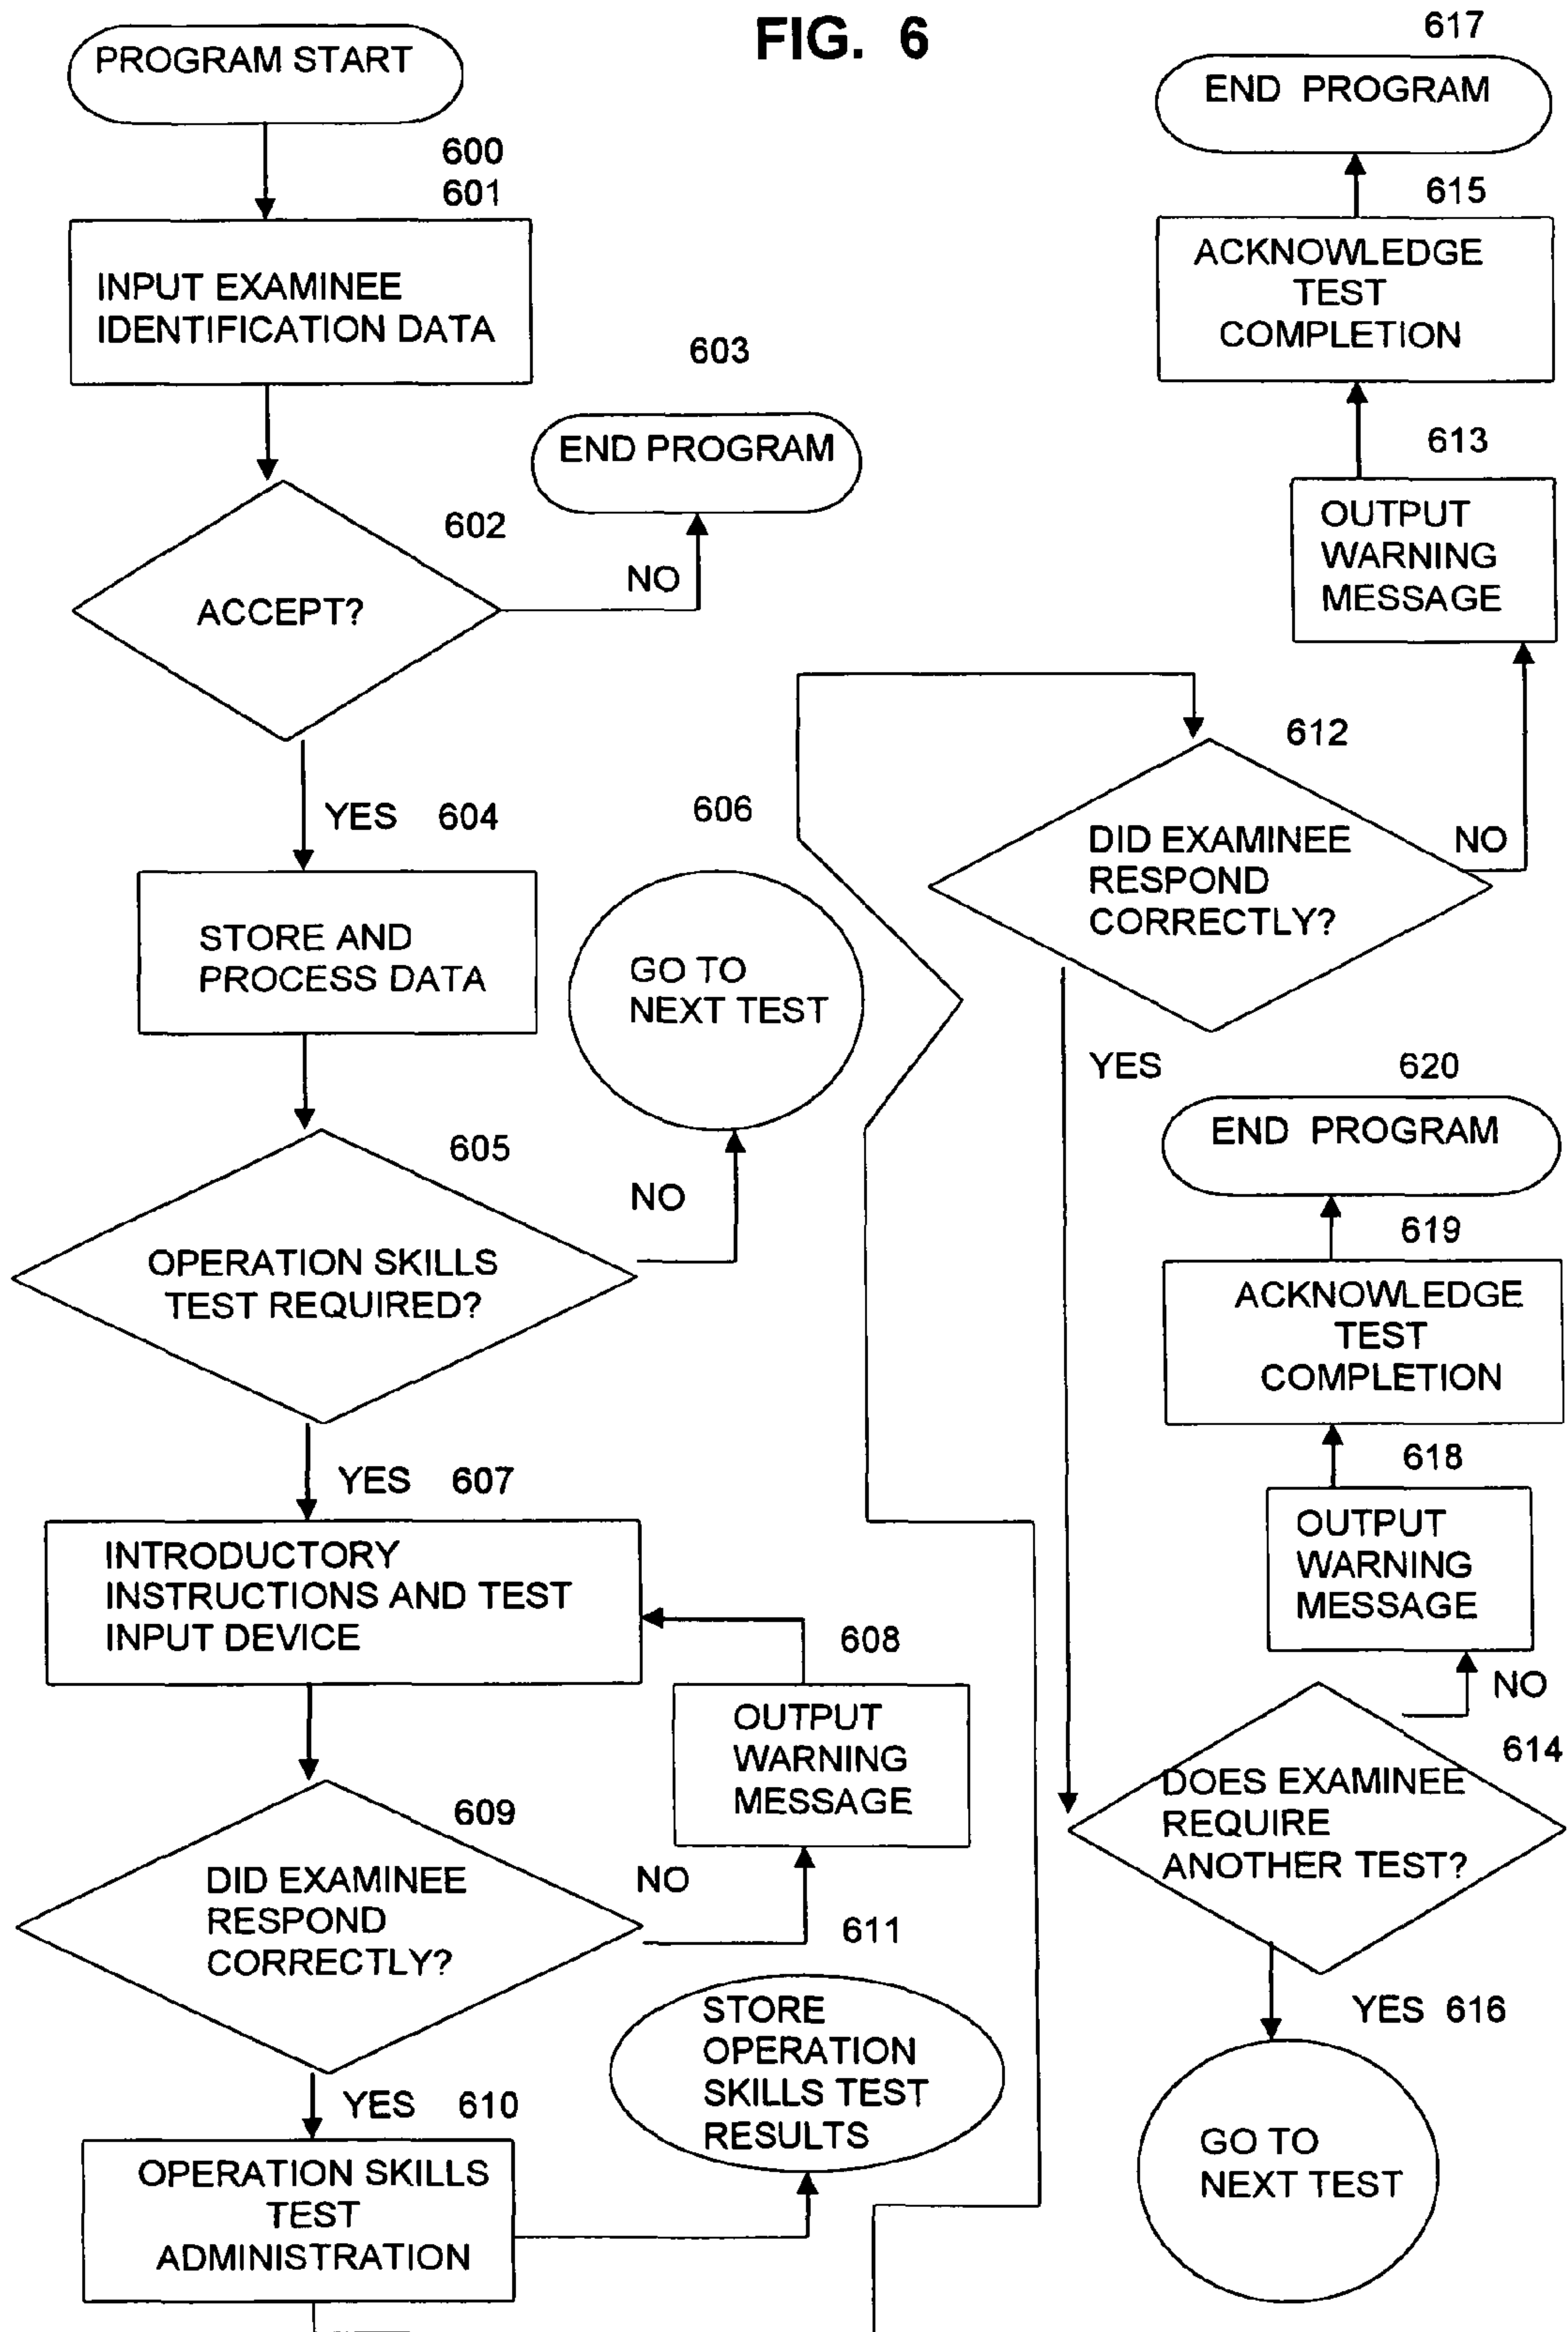 FIG. 6
PROGRAM START
600
601
INPUT EXAMINEE
IDENTIFICATION DATA
603
END PROGRAM
602
NO
ACCEPT?
YES 604
606
STORE AND
PROCESS DATA
GO TO
NEXT TEST
605
NO
OPERATION SKILLS
TEST REQUIRED?
YES 607
INTRODUCTORY
INSTRUCTIONS AND TEST
INPUT DEVICE
608
OUTPUT
WARNING
MESSAGE
609
NO
DID EXAMINEE
RESPOND
CORRECTLY?
611
STORE
OPERATION
SKILLS TEST
RESULTS
YES 610
OPERATION SKILLS
TEST
ADMINISTRATION
617
END PROGRAM
615
ACKNOWLEDGE
TEST
COMPLETION
613
OUTPUT
WARNING
MESSAGE
612
NO
DID EXAMINEE
RESPOND
CORRECTLY?
YES
620
END PROGRAM
619
ACKNOWLEDGE
TEST
COMPLETION
618
OUTPUT
WARNING
MESSAGE
NO
614
DOES EXAMINEE
REQUIRE
ANOTHER TEST?
YES 616
GO TO
NEXT TEST